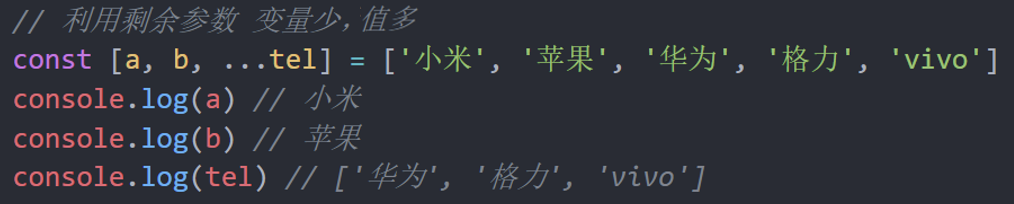 // 利用剩余参数 变量少，值多
const [a, b, ...tel] = ['小米', '苹果', '华为', '格力', 'vivo']
console.log(a) // 小米
console.log(b) // 苹果
console.log(tel) // ['华为', '格力', 'vivo']